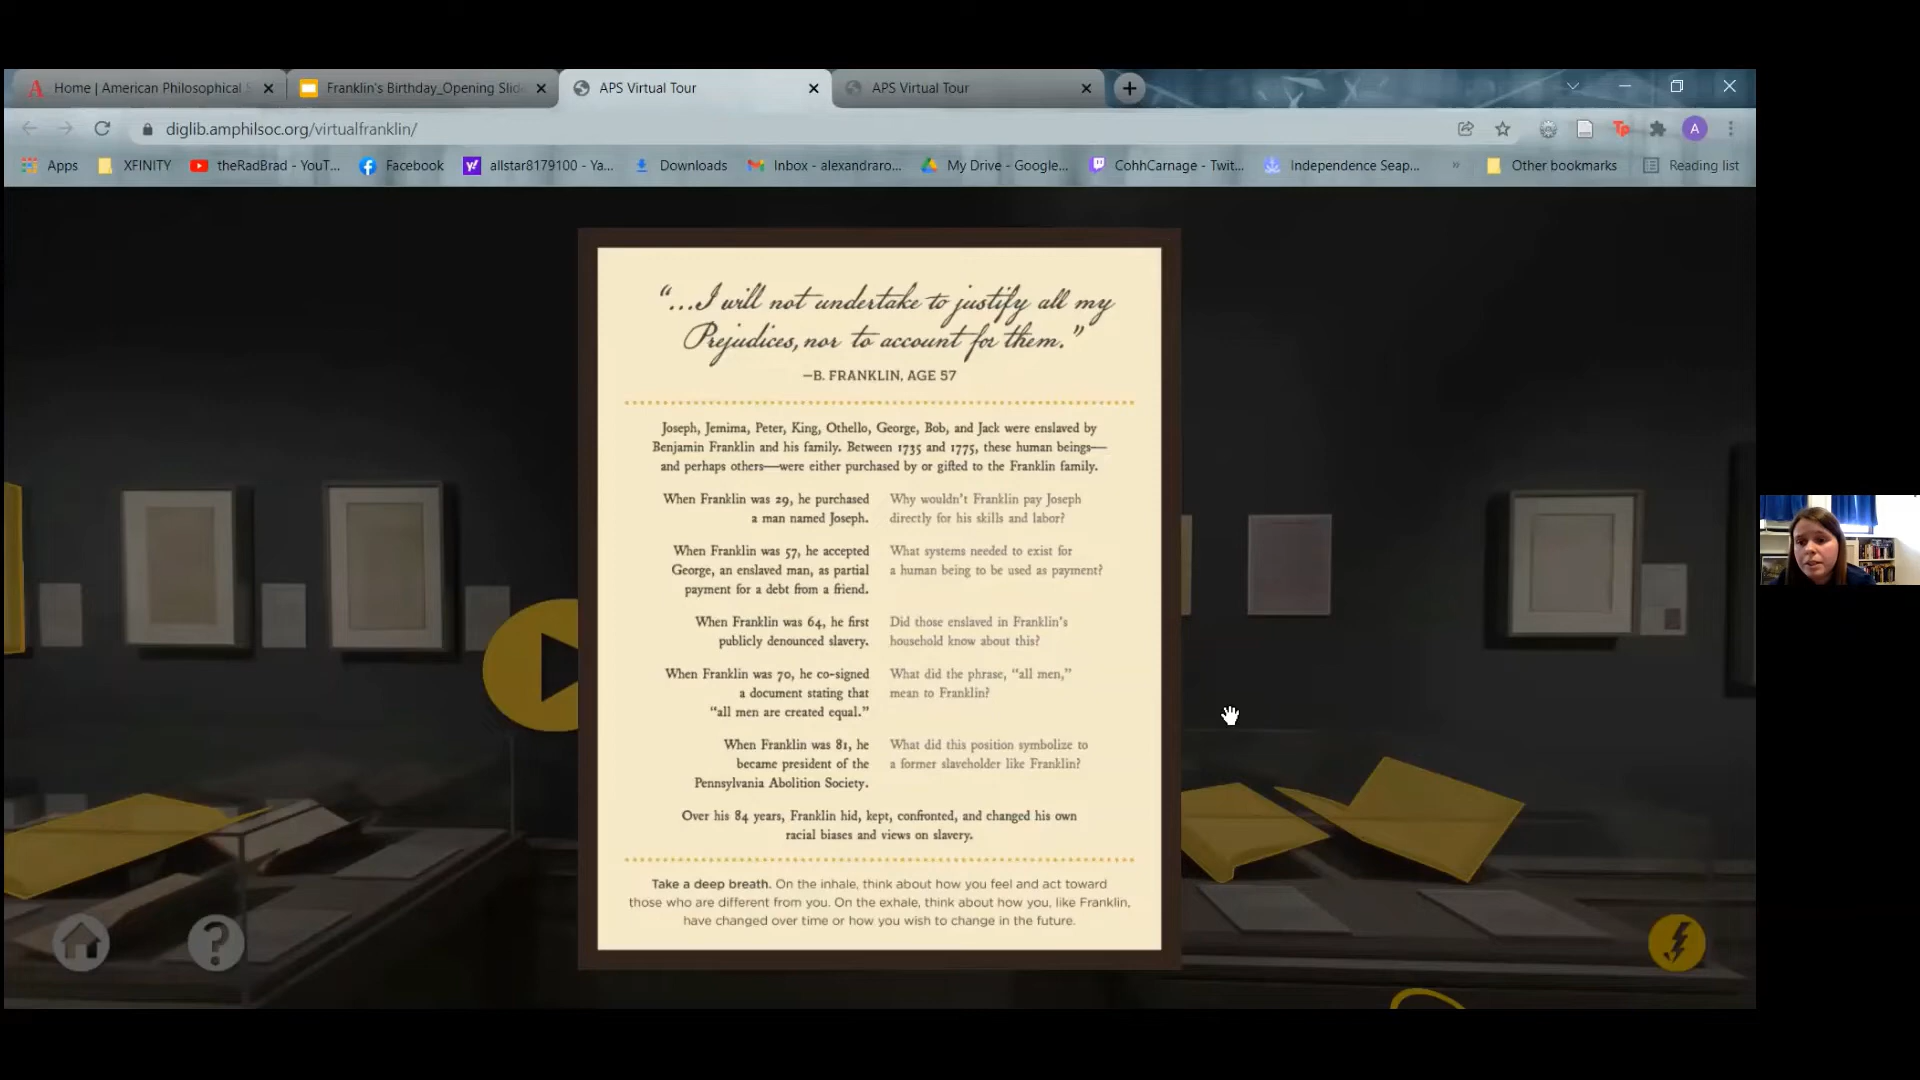 Home | American Philosophical S
Franklin's Birthday_Opening Slide
APS Virtual Tour
APS Virtual Tour
diglib.amphilsoc.org/virtualfranklin/
A
Apps
XFINITY
theRadBrad - YouT...
Facebook
allstar8179100 - Ya...
Downloads
Inbox - alexandraro...
My Drive - Google...
CohhCarnage - Twit...
Independence Seap...
»
Other bookmarks
Reading list
“...I will not undertake to justify all my
Prejudices, nor to account for them.”
—B. FRANKLIN, AGE 57
Joseph, Jemima, Peter, King, Othello, George, Bob, and Jack were enslaved by
Benjamin Franklin and his family. Between 1735 and 1775, these human beings—
and perhaps others—were either purchased by or gifted to the Franklin family.
When Franklin was 29, he purchased
a man named Joseph.
Why wouldn't Franklin pay Joseph
directly for his skills and labor?
When Franklin was 57, he accepted
George, an enslaved man, as partial
payment for a debt from a friend.
What systems needed to exist for
a human being to be used as payment?
When Franklin was 64, he first
publicly denounced slavery.
Did those enslaved in Franklin's
household know about this?
When Franklin was 70, he co-signed
a document stating that
“all men are created equal.”
What did the phrase, “all men,”
mean to Franklin?
When Franklin was 81, he
became president of the
Pennsylvania Abolition Society.
What did this position symbolize to
a former slaveholder like Franklin?
Over his 84 years, Franklin hid, kept, confronted, and changed his own
racial biases and views on slavery.
Take a deep breath. On the inhale, think about how you feel and act toward
those who are different from you. On the exhale, think about how you, like Franklin,
have changed over time or how you wish to change in the future.
?